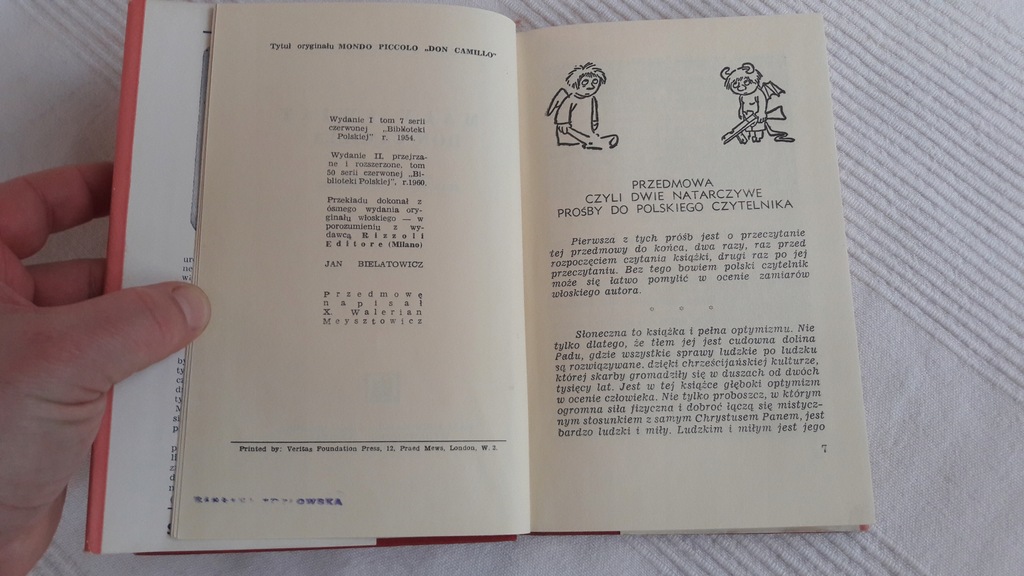 Tytuł oryginału MONDO PICCOLO „DON CAMILLO"
Wydanie I tom 7 serii
czerwonej „Biblioteki
Polskiej" r. 1954.
Wydanie II, przejrza-
ne i rozszerzone, tom
50 serii czerwonej „Bi-
blioteki Polskiej", r.1960.
Przekładu dokonał z
ósmego wydania ory-
ginału włoskiego — w
porozumieniu z wy-
dawcą Rizzoli
Editore (Milano)
JAN BIELATOWICZ
Przedmowę
napisał
X. Walerian
Meysztowicz
Printed by: Veritas Foundation Press, 12, Praed Mews, London, W. 2.
PRZEDMOWA
CZYLI DWIE NATARCZYWE
PROŚBY DO POLSKIEGO CZYTELNIKA
Pierwsza z tych próśb jest o przeczytanie
tej przedmowy do końca, dwa razy, raz przed
rozpoczęciem czytania książki, drugi raz po jej
przeczytaniu. Bez tego bowiem polski czytelnik
może się łatwo pomylić w ocenie zamiarów
włoskiego autora.
Słoneczna to książka i pełna optymizmu. Nie
tylko dlatego, że tłem jej jest cudowna dolina
Padu, gdzie wszystkie sprawy ludzkie po ludzku
są rozwiązywane, dzięki chrześcijańskiej kulturze,
której skarby gromadziły się w duszach od dwóch
tysięcy lat. Jest w tej książce głęboki optymizm
w ocenie człowieka. Nie tylko proboszcz, w którym
ogromna siła fizyczna i dobroć łączą się mistycz-
nym stosunkiem z samym Chrystusem Panem, jest
bardzo ludzki i miły. Ludzkim i miłym jest jego
7